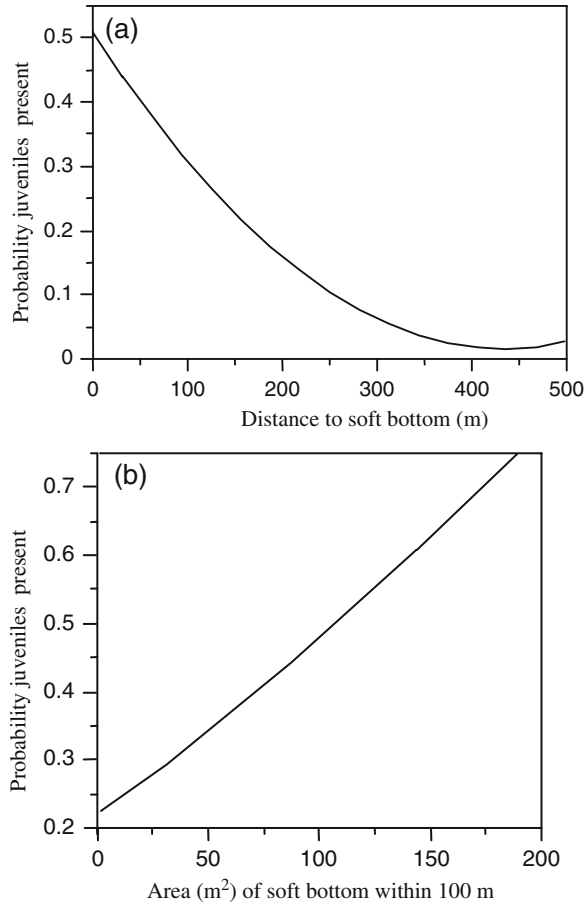 (a)
Probability juveniles present
0.5
0.4
0.3
0.2
0.1
0
0 100 200 300 400 500
Distance to soft bottom (m)
(b)
Probability juveniles present
0.7
0.6
0.5
0.4
0.3
0.2
0 50 100 150 200
Area (m²) of soft bottom within 100 m